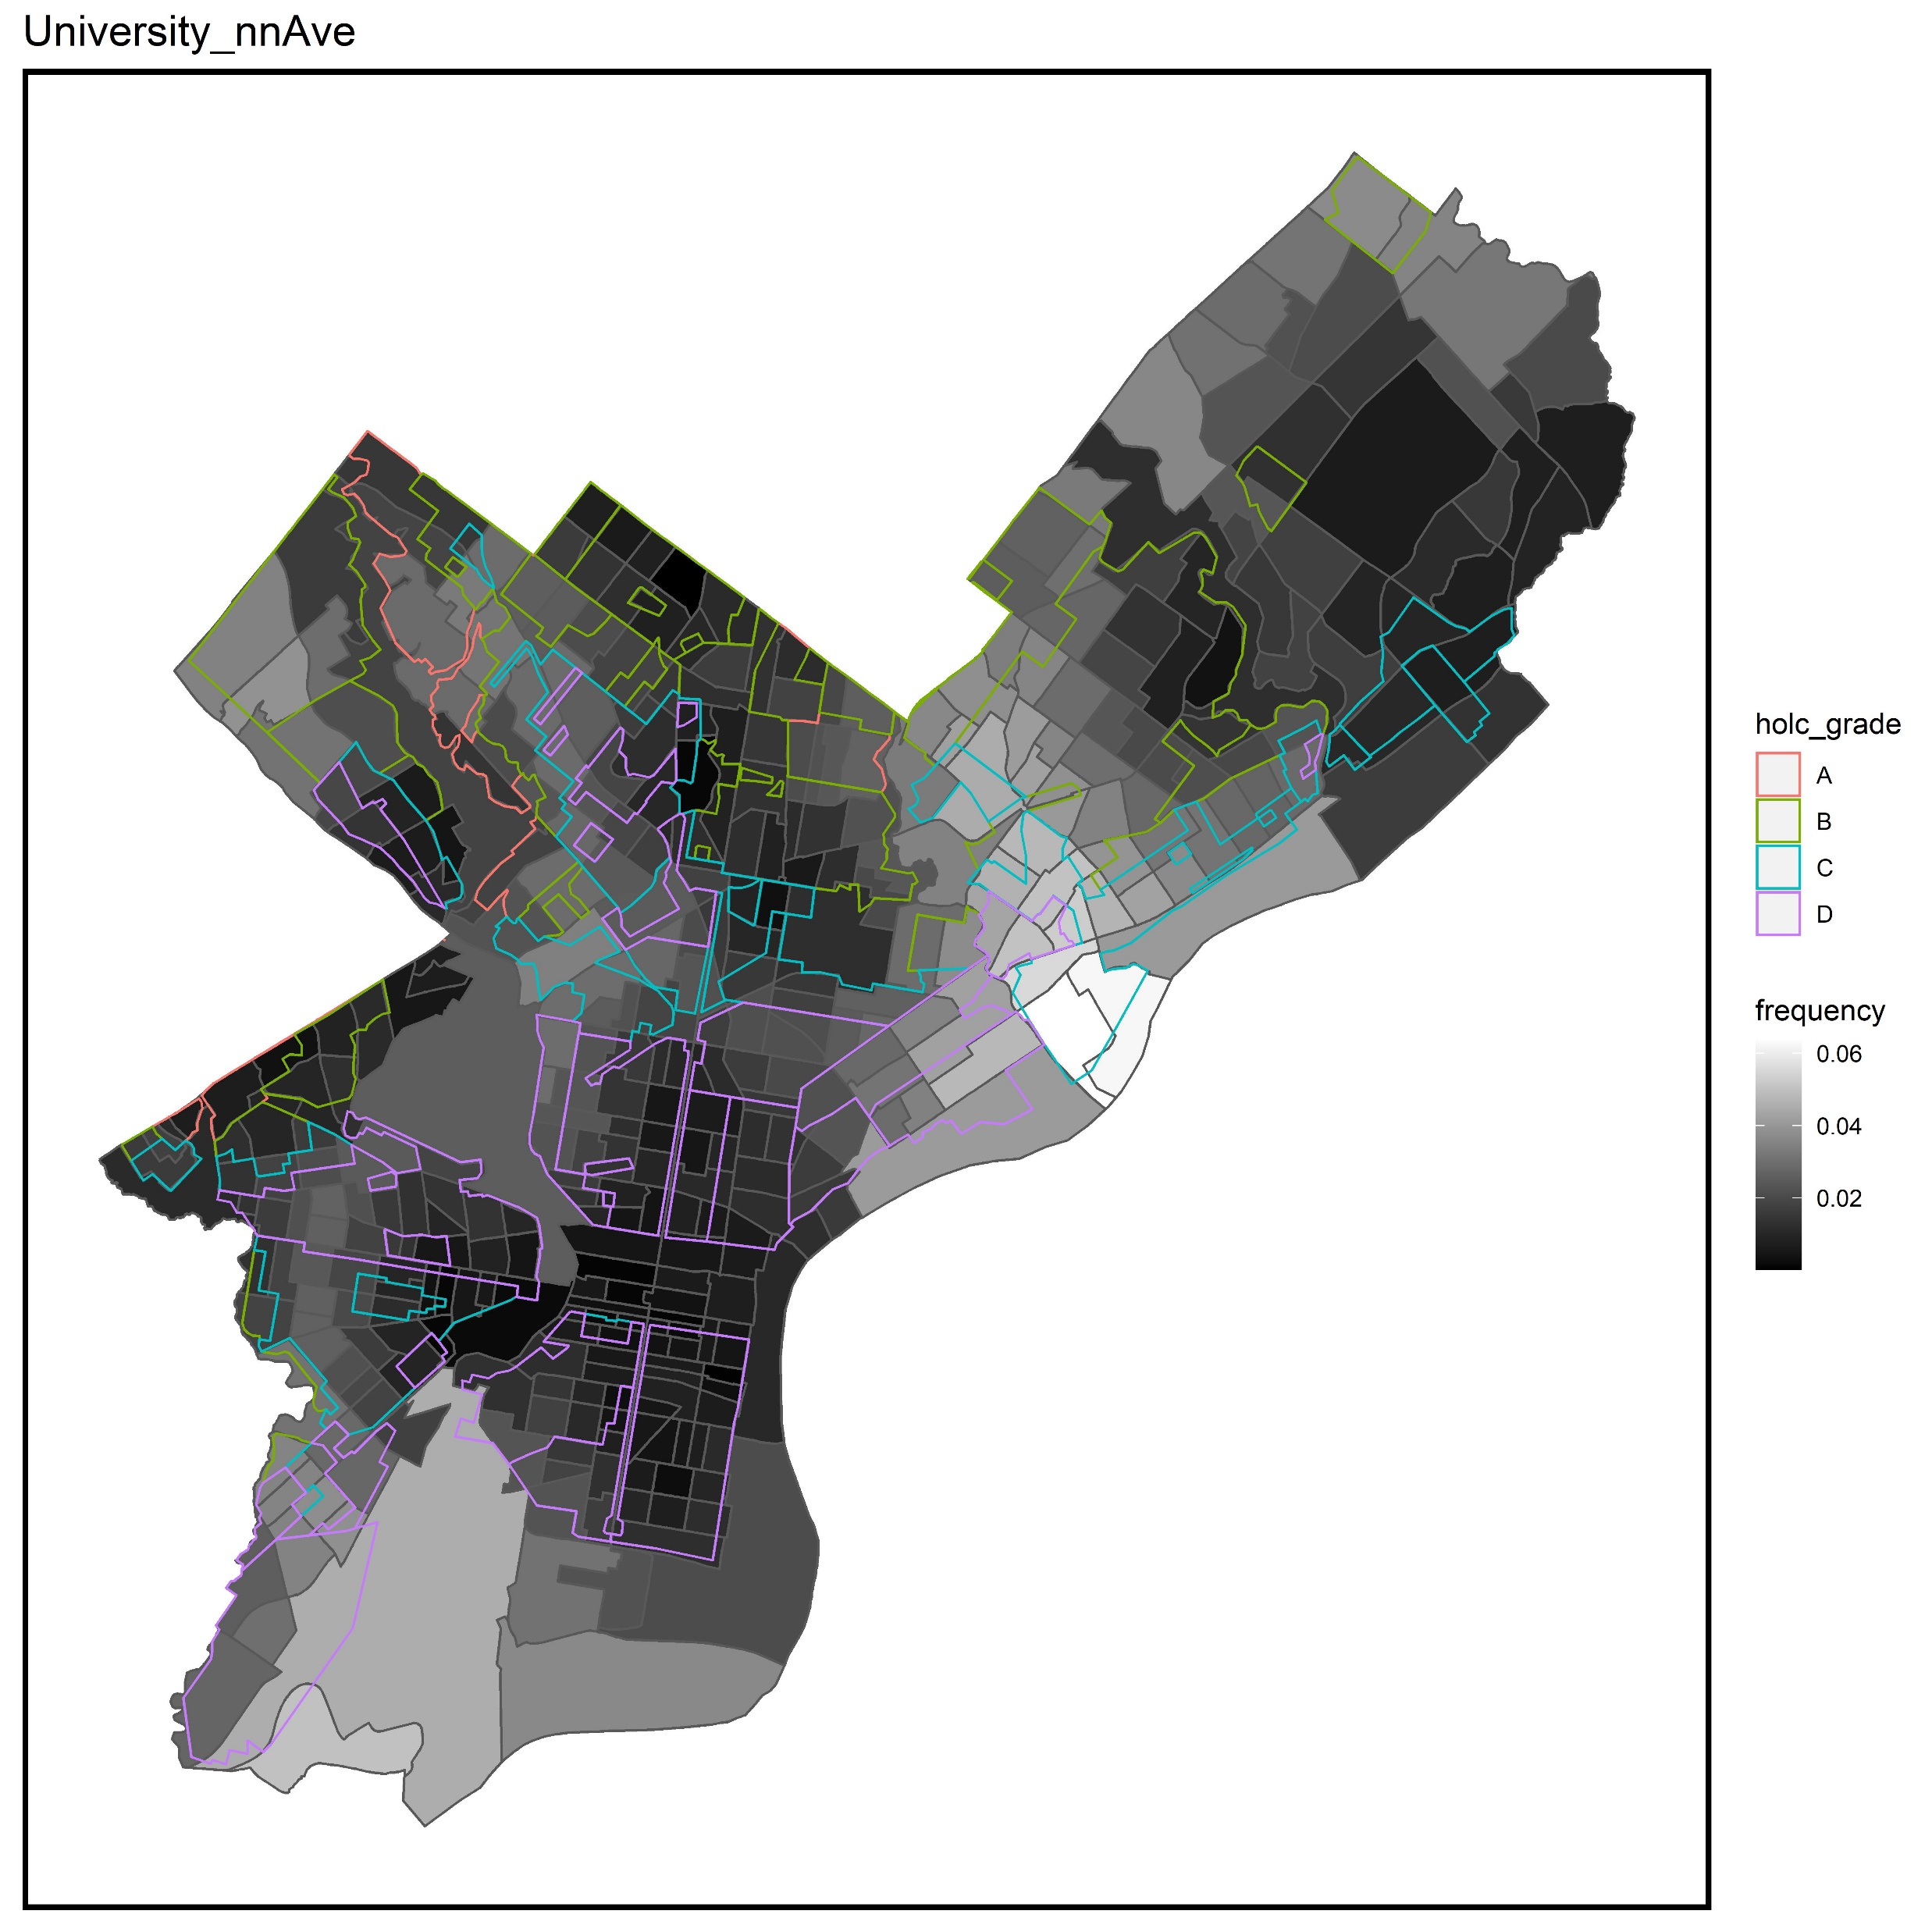 University_nnAve
holc_grade
A
B
C
D
frequency
0.06
0.04
0.02